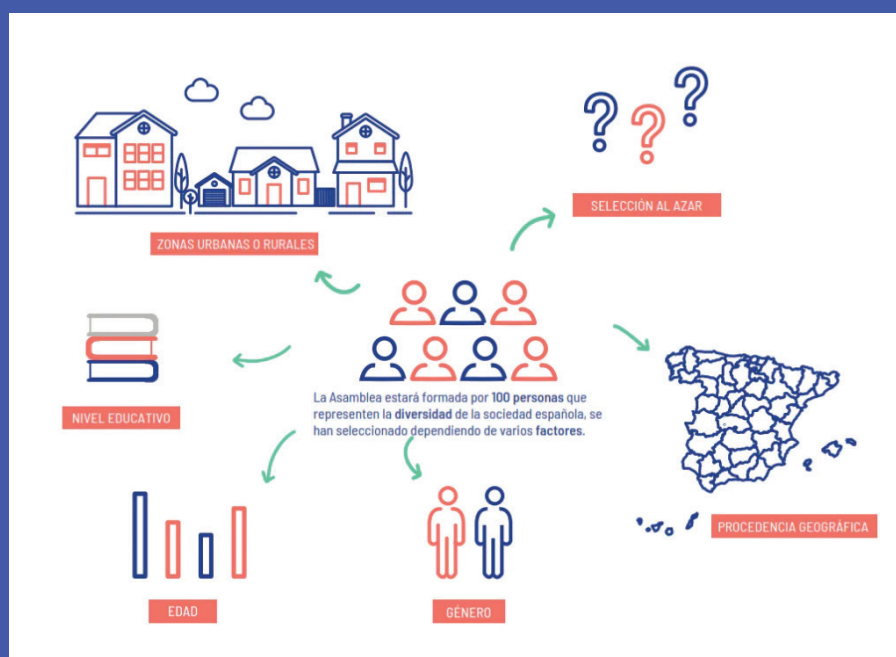 SELECCIÓN AL AZAR
ZONAS URBANAS O RURALES
NIVEL EDUCATIVO
La Asamblea estará formada por 100 personas que
representen la diversidad de la sociedad española, se
han seleccionado dependiendo de varios factores.
PROCEDENCIA GEOGRÁFICA
EDAD
GÉNERO